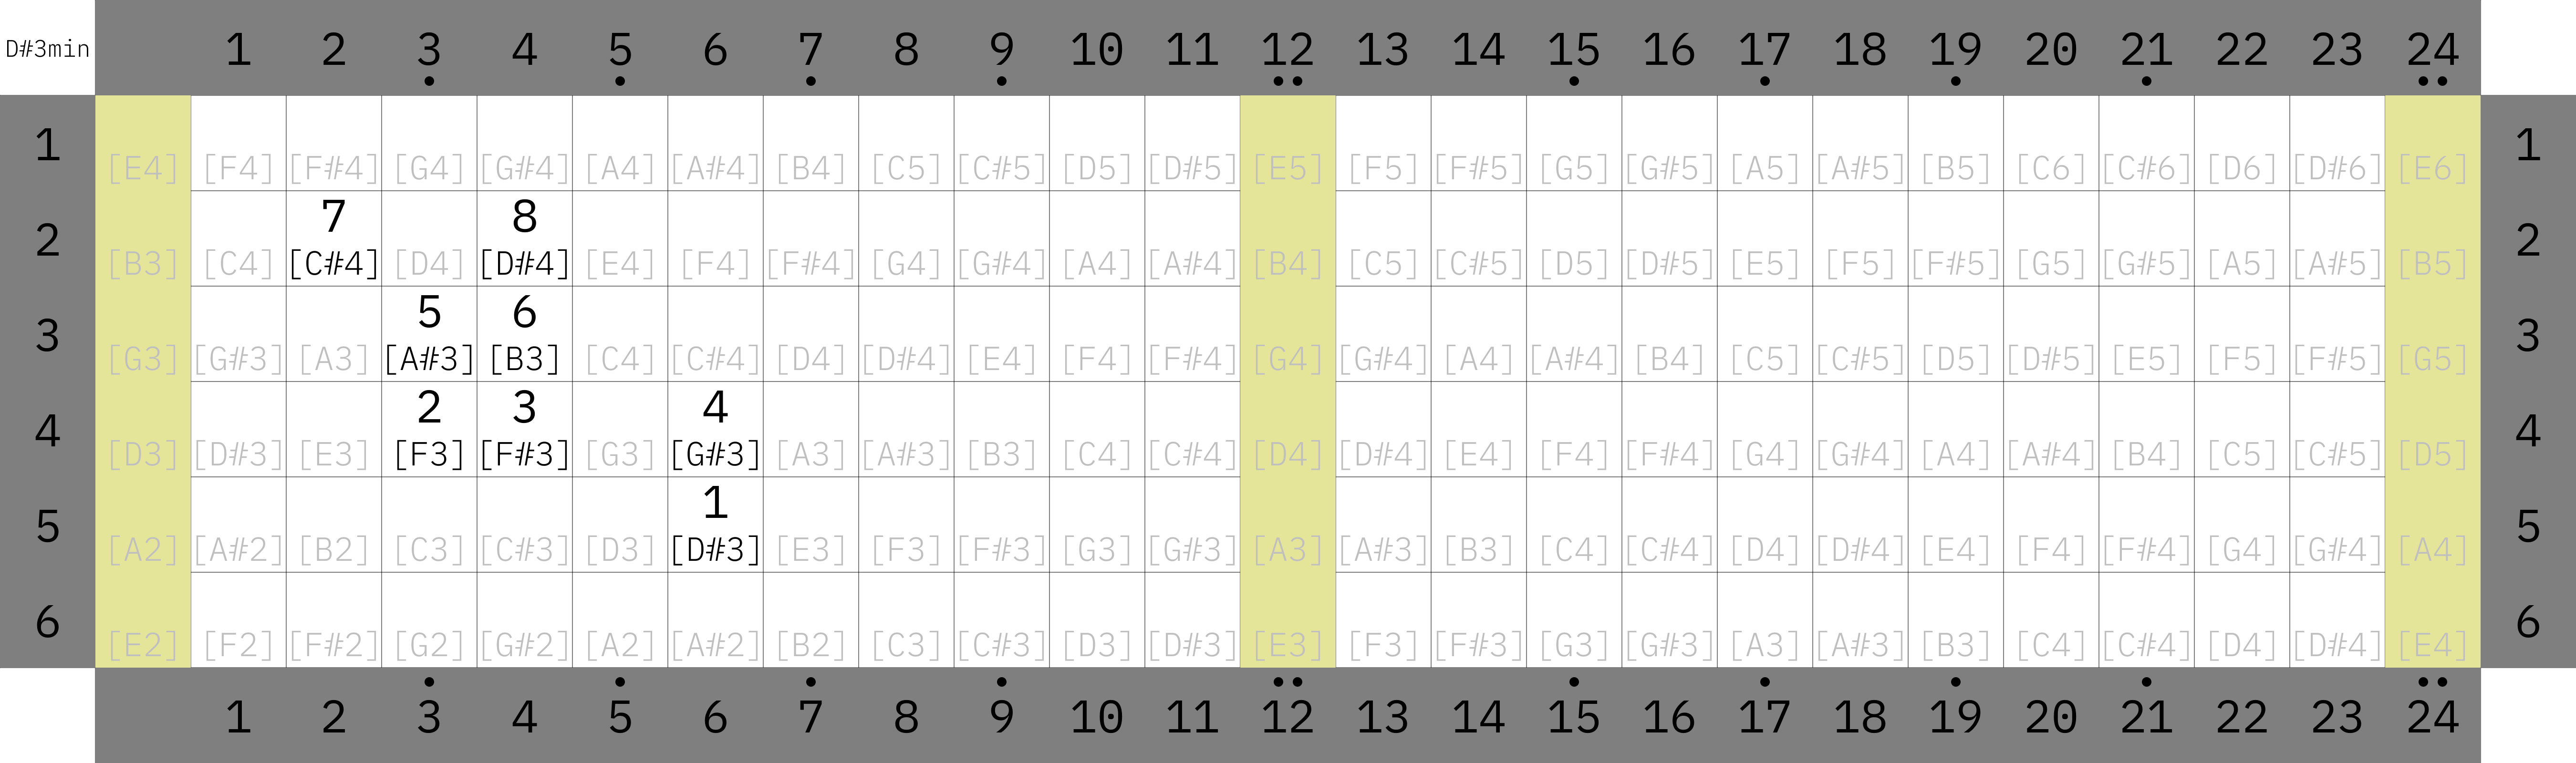 D#3min
1 2 3 4 5 6 7 8 9 10 11 12 13 14 15 16 17 18 19 20 21 22 23 24
1 [E4] [F4] [F#4] [G4] [G#4] [A4] [A#4] [B4] [C5] [C#5] [D5] [D#5] [E5] [F5] [F#5] [G5] [G#5] [A5] [A#5] [B5] [C6] [C#6] [D6] [D#6] [E6] 1
7 8
2 [B3] [C4] [C#4] [D4] [D#4] [E4] [F4] [F#4] [G4] [G#4] [A4] [A#4] [B4] [C5] [C#5] [D5] [D#5] [E5] [F5] [F#5] [G5] [G#5] [A5] [A#5] [B5] 2
5 6
3 [G3] [G#3] [A3] [A#3] [B3] [C4] [C#4] [D4] [D#4] [E4] [F4] [F#4] [G4] [G#4] [A4] [A#4] [B4] [C5] [C#5] [D5] [D#5] [E5] [F5] [F#5] [G5] 3
2 3 4
4 [D3] [D#3] [E3] [F3] [F#3] [G3] [G#3] [A3] [A#3] [B3] [C4] [C#4] [D4] [D#4] [E4] [F4] [F#4] [G4] [G#4] [A4] [A#4] [B4] [C5] [C#5] [D5] 4
1
5 [A2] [A#2] [B2] [C3] [C#3] [D3] [D#3] [E3] [F3] [F#3] [G3] [G#3] [A3] [A#3] [B3] [C4] [C#4] [D4] [D#4] [E4] [F4] [F#4] [G4] [G#4] [A4] 5
6 [E2] [F2] [F#2] [G2] [G#2] [A2] [A#2] [B2] [C3] [C#3] [D3] [D#3] [E3] [F3] [F#3] [G3] [G#3] [A3] [A#3] [B3] [C4] [C#4] [D4] [D#4] [E4] 6
1 2 3 4 5 6 7 8 9 10 11 12 13 14 15 16 17 18 19 20 21 22 23 24